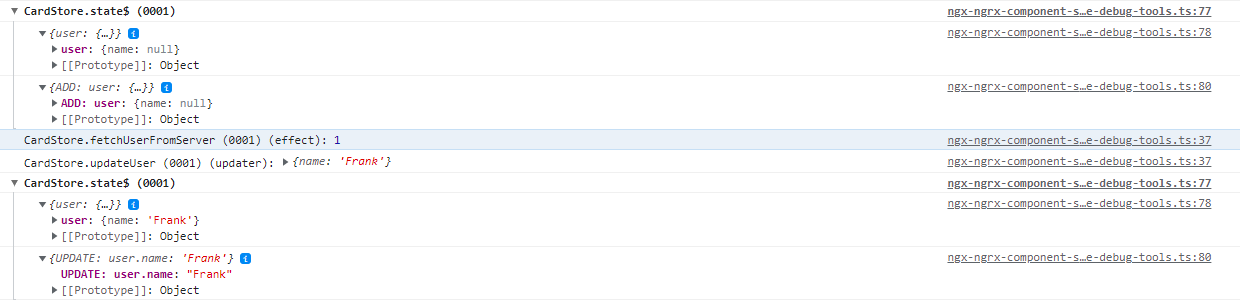 ▼ CardStore.state$ (0001) ngx-ngrx-component-s…e-debug-tools.ts:77
▼ {user: {…}} i ngx-ngrx-component-s…e-debug-tools.ts:78
▶ user: {name: null}
▶ [[Prototype]]: Object
▼ {ADD: user: {…}} i ngx-ngrx-component-s…e-debug-tools.ts:80
▶ ADD: user: {name: null}
▶ [[Prototype]]: Object
CardStore.fetchUserFromServer (0001) (effect): 1 ngx-ngrx-component-s…e-debug-tools.ts:37
CardStore.updateUser (0001) (updater): ▶ {name: 'Frank'} ngx-ngrx-component-s…e-debug-tools.ts:37
▼ CardStore.state$ (0001) ngx-ngrx-component-s…e-debug-tools.ts:77
▼ {user: {…}} i ngx-ngrx-component-s…e-debug-tools.ts:78
▶ user: {name: 'Frank'}
▶ [[Prototype]]: Object
▼ {UPDATE: user.name: 'Frank'} i ngx-ngrx-component-s…e-debug-tools.ts:80
UPDATE: user.name: "Frank"
▶ [[Prototype]]: Object